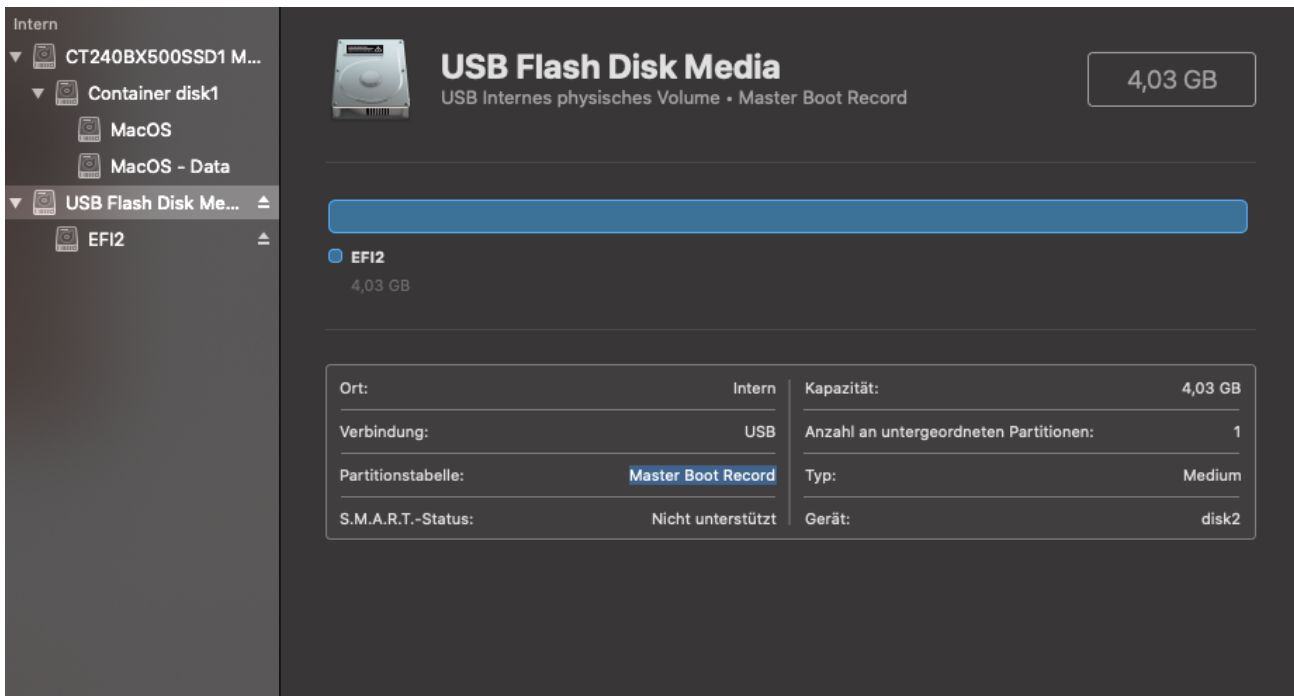 Intern
CT240BX500SSD1 M...
Container disk1
MacOS
MacOS - Data
USB Flash Disk Me...
EFI2
USB Flash Disk Media
USB Internes physisches Volume • Master Boot Record
4,03 GB
EFI2
4,03 GB
Ort: Intern
Kapazität: 4,03 GB
Verbindung: USB
Anzahl an untergeordneten Partitionen: 1
Partitionstabelle: Master Boot Record
Typ: Medium
S.M.A.R.T.-Status: Nicht unterstützt
Gerät: disk2